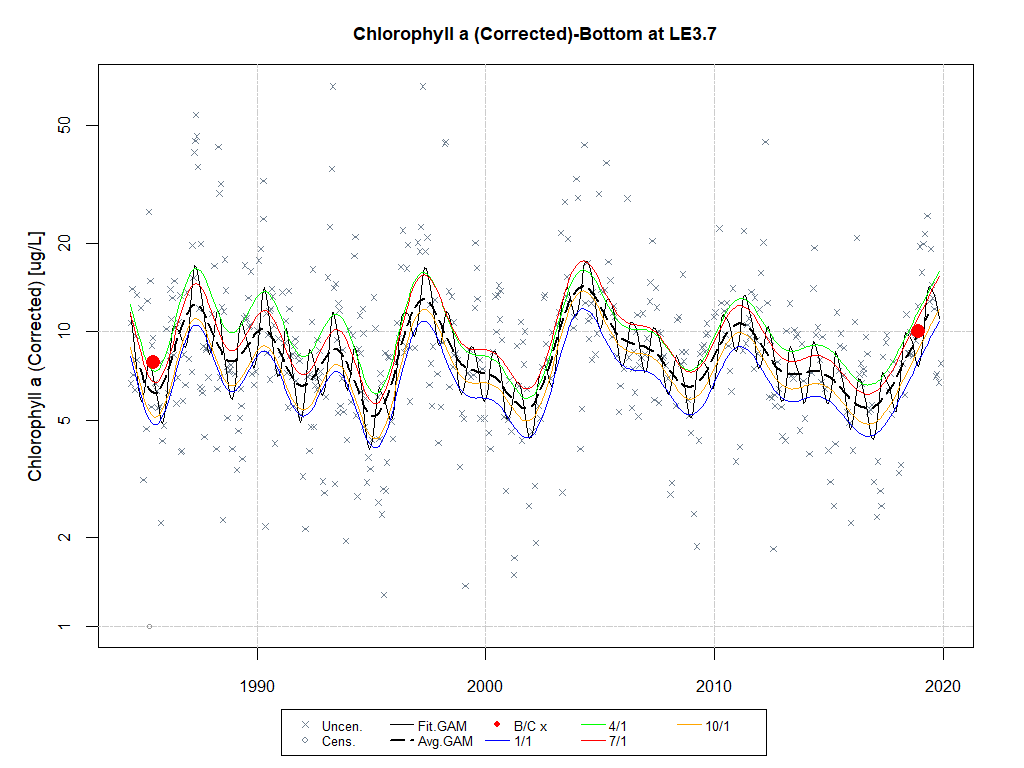 Chlorophyll a (Corrected)-Bottom at LE3.7
Chlorophyll a (Corrected) [ug/L]
50
20
10
5
2
1
1990 2000 2010 2020
Uncen. Fit.GAM B/C x 4/1 10/1
Cens. Avg.GAM 1/1 7/1